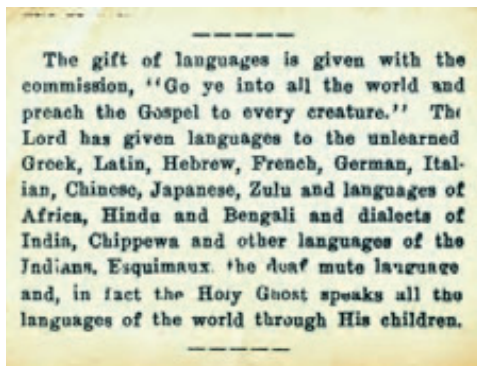 The gift of languages is given with the
commission, "Go ye into all the world and
preach the Gospel to every creature." The
Lord has given languages to the unlearned
Greek, Latin, Hebrew, French, German, Ital-
ian, Chinese, Japanese, Zulu and languages of
Africa, Hindu and Bengali and dialects of
India, Chippewa and other languages of the
Indians, Esquimaux, the deaf mute language
and, in fact the Holy Ghost speaks all the
languages of the world through His children.